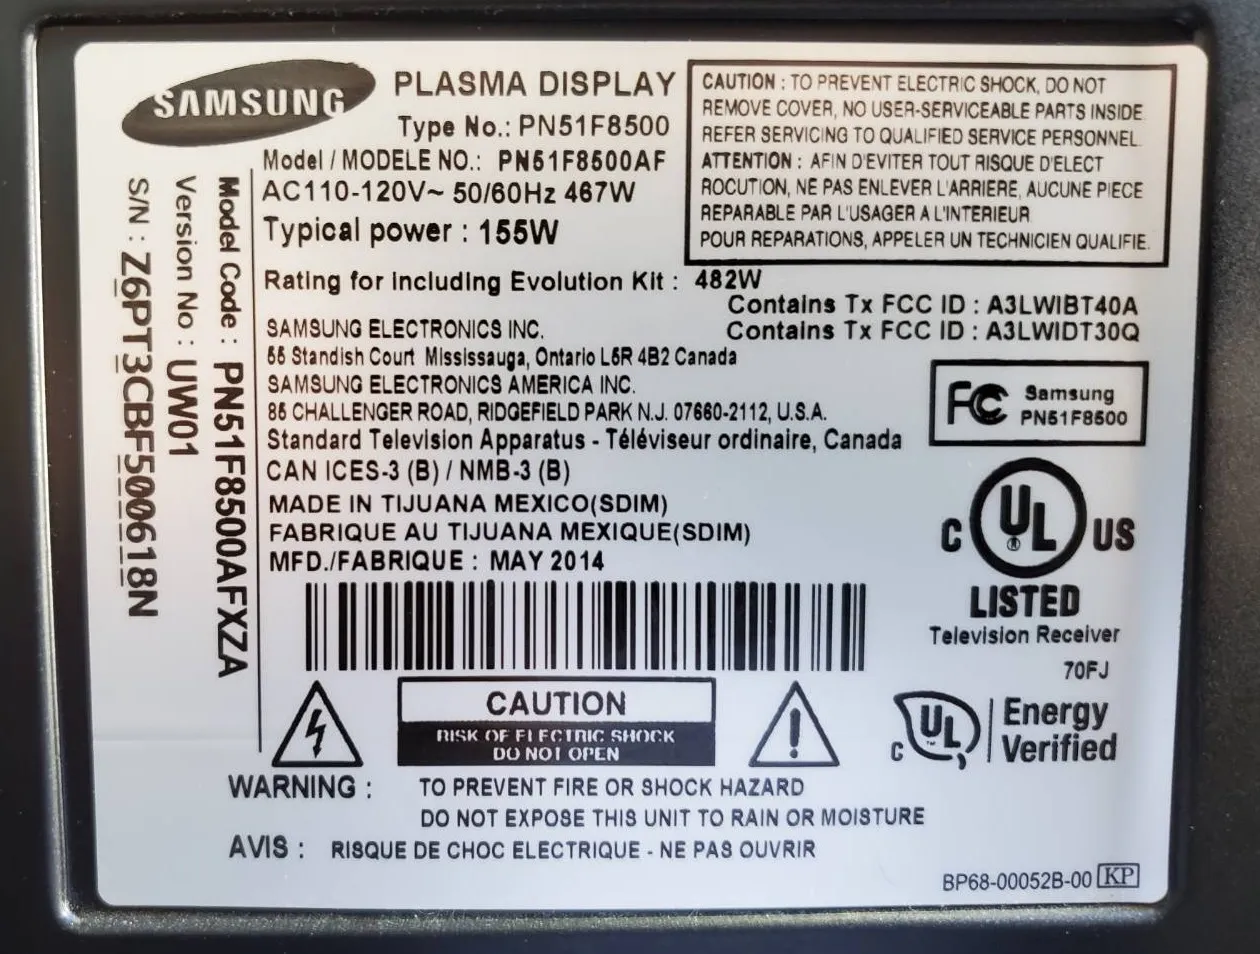 SAMSUNG
PLASMA DISPLAY
Type No.: PN51F8500
Model / MODELE NO.: PN51F8500AF
AC110-120V~ 50/60Hz 467W
Typical power : 155W
Rating for including Evolution Kit : 482W
CAUTION : TO PREVENT ELECTRIC SHOCK, DO NOT
REMOVE COVER, NO USER-SERVICEABLE PARTS INSIDE.
REFER SERVICING TO QUALIFIED SERVICE PERSONNEL.
ATTENTION : AFIN D'EVITER TOUT RISQUE D'ELECT
ROCUTION, NE PAS ENLEVER L'ARRIERE, AUCUNE PIECE
REPARABLE PAR L'USAGER A L'INTERIEUR
POUR REPARATIONS, APPELER UN TECHNICIEN QUALIFIE.
Contains Tx FCC ID : A3LWIBT40A
Contains Tx FCC ID : A3LWIDT30Q
SAMSUNG ELECTRONICS INC.
55 Standish Court Mississauga, Ontario L5R 4B2 Canada
SAMSUNG ELECTRONICS AMERICA INC.
85 CHALLENGER ROAD, RIDGEFIELD PARK N.J. 07660-2112, U.S.A.
Standard Television Apparatus - Téléviseur ordinaire, Canada
CAN ICES-3 (B) / NMB-3 (B)
MADE IN TIJUANA MEXICO(SDIM)
FABRIQUE AU TIJUANA MEXIQUE(SDIM)
MFD./FABRIQUE : MAY 2014
FC Samsung
PN51F8500
C UL ® US
LISTED
Television Receiver
70FJ
C UL ™ Energy
Verified
Model Code : PN51F8500AFXZA
Version No : UW01
S/N : Z6PT3CBF500618N
CAUTION
RISK OF ELECTRIC SHOCK
DO NOT OPEN
WARNING : TO PREVENT FIRE OR SHOCK HAZARD
DO NOT EXPOSE THIS UNIT TO RAIN OR MOISTURE
AVIS : RISQUE DE CHOC ELECTRIQUE - NE PAS OUVRIR
BP68-00052B-00 KP